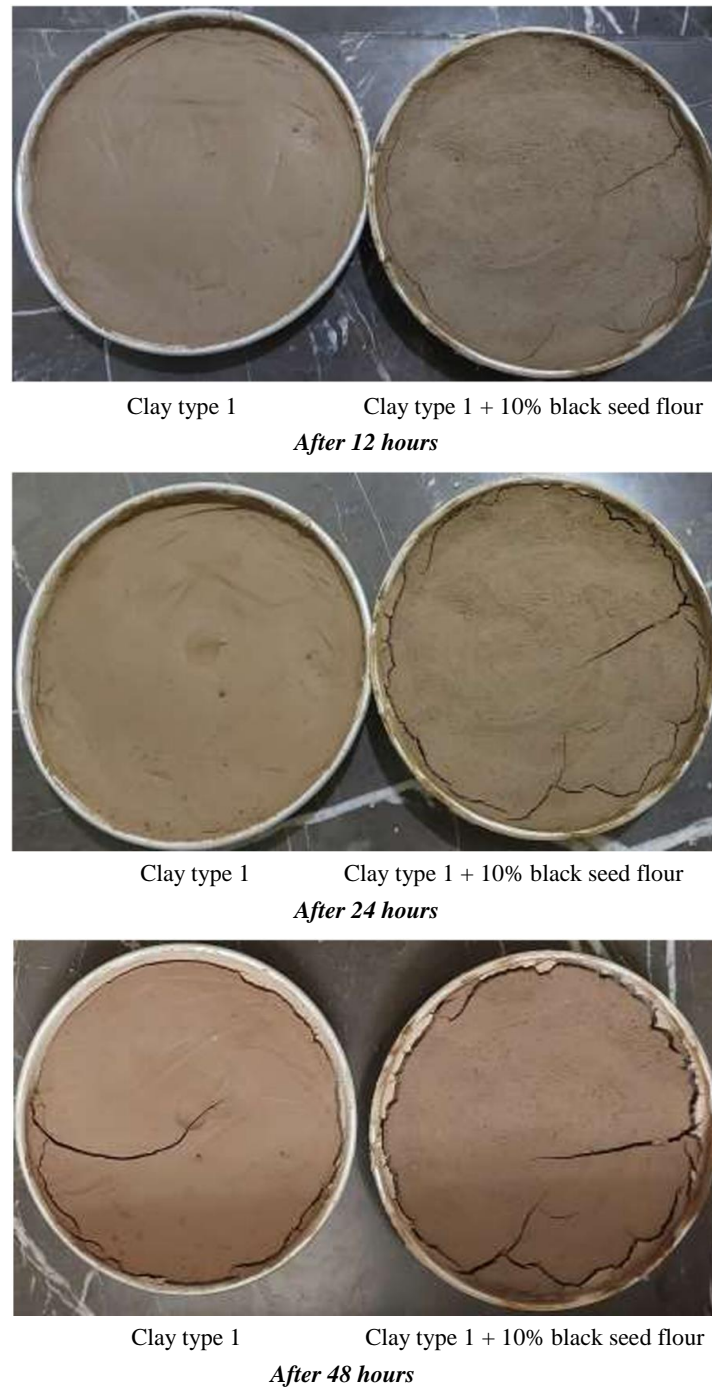 Clay type 1 Clay type 1 + 10% black seed flour
After 12 hours
Clay type 1 Clay type 1 + 10% black seed flour
After 24 hours
Clay type 1 Clay type 1 + 10% black seed flour
After 48 hours